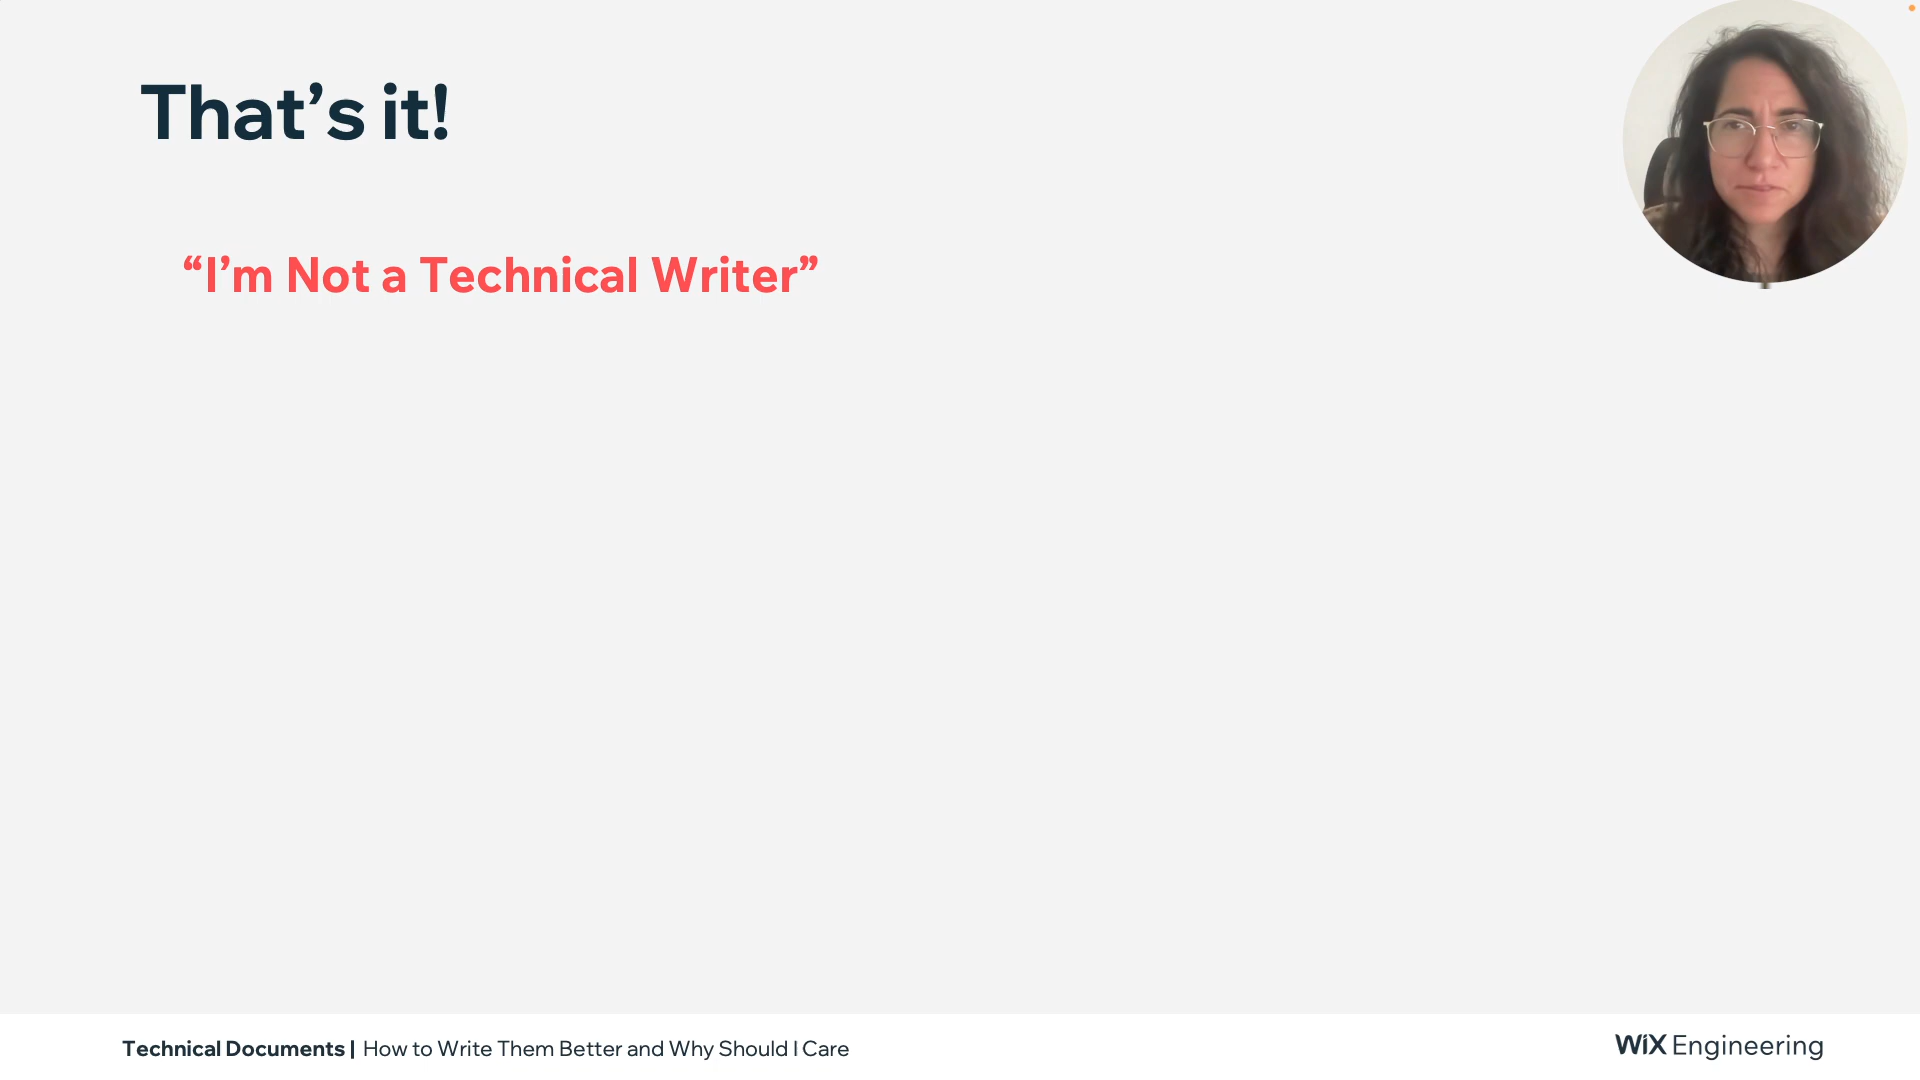 That’s it!
“I’m Not a Technical Writer”
Technical Documents | How to Write Them Better and Why Should I Care
WiX Engineering